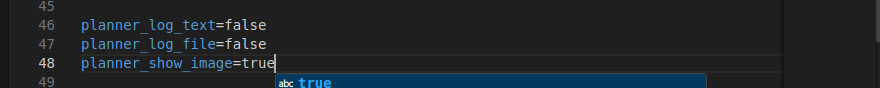 45
46 planner_log_text=false
47 planner_log_file=false
48 planner_show_image=true
49 abc true